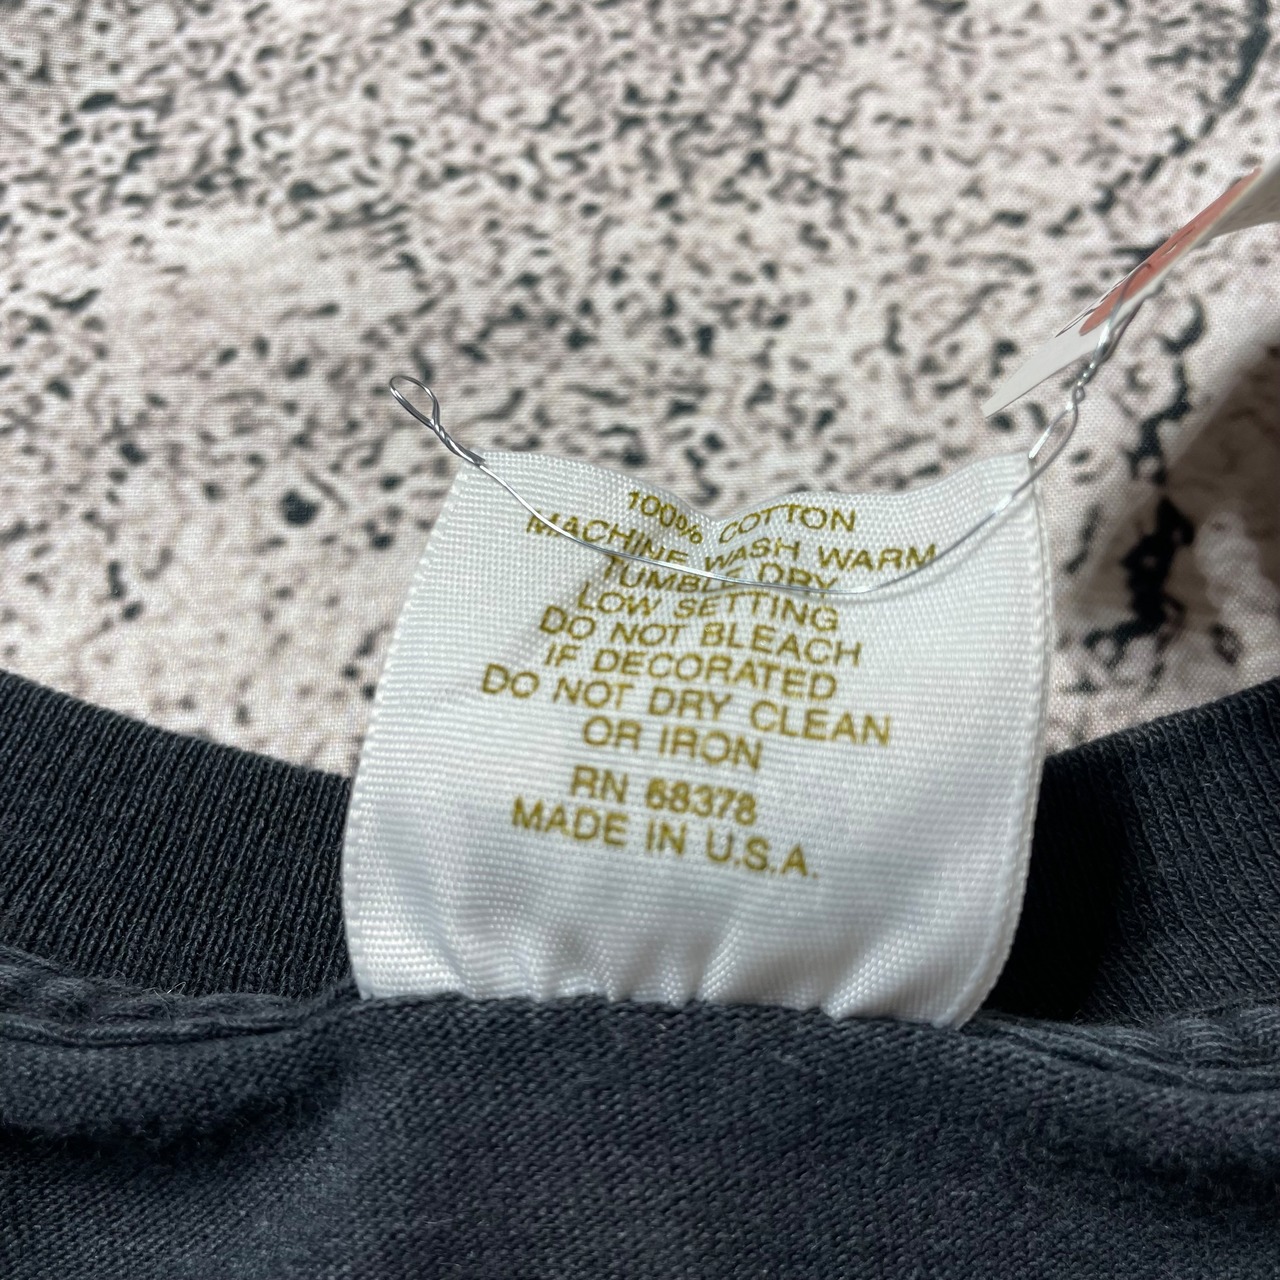 100% COTTON
MACHINE WASH WARM
TUMBLE DRY
LOW SETTING
DO NOT BLEACH
IF DECORATED
DO NOT DRY CLEAN
OR IRON
RN 68378
MADE IN U.S.A.